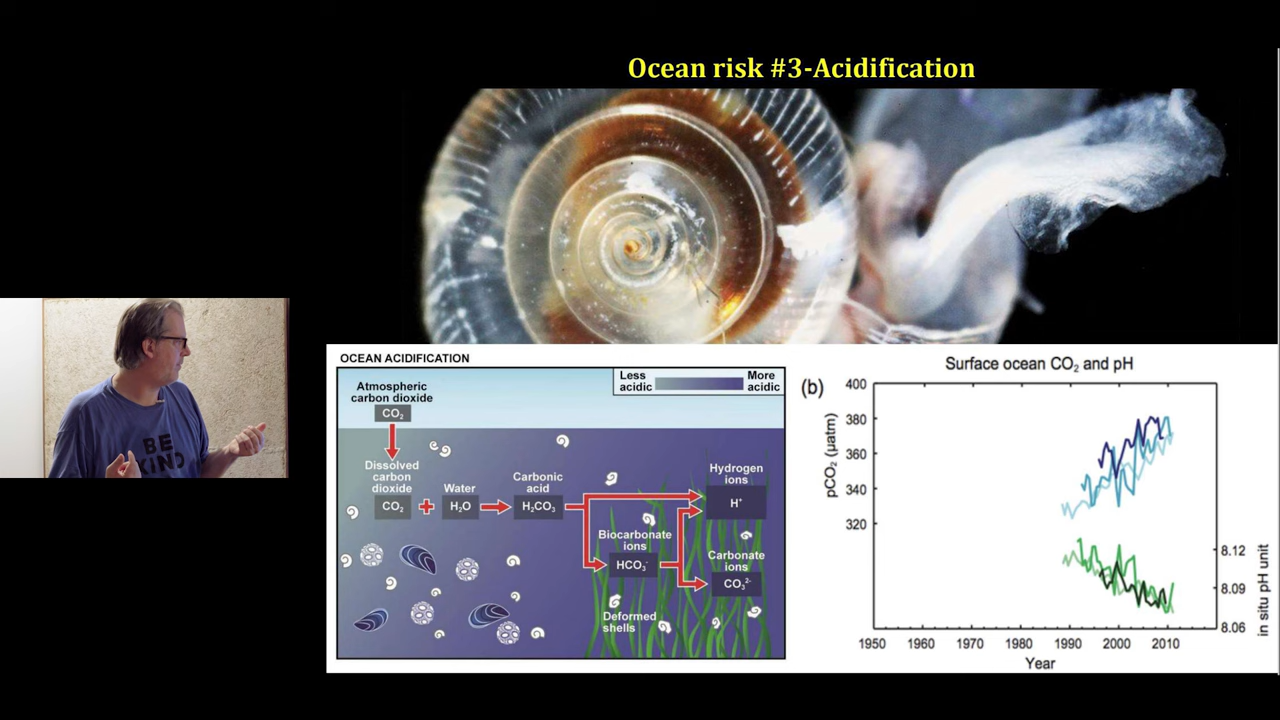 Ocean risk #3-Acidification
BE
KIND
OCEAN ACIDIFICATION
Less
acidic
More
acidic
Atmospheric
carbon dioxide
CO₂
Dissolved
carbon
dioxide
CO₂
Water
H₂O
Carbonic
acid
H₂CO₃
Hydrogen
ions
H⁺
Biocarbonate
ions
HCO₃⁻
Carbonate
ions
CO₃²⁻
Deformed
shells
Surface ocean CO₂ and pH
(b)
pCO₂ (µatm)
400
380
360
340
320
8.12
8.09
8.06
in situ pH unit
1950 1960 1970 1980 1990 2000 2010
Year